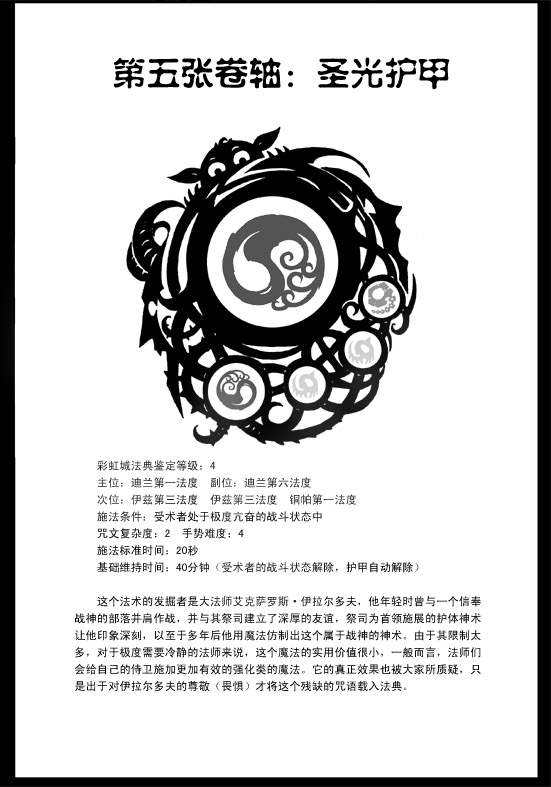 第五张卷轴：圣光护甲
彩虹城法典鉴定等级：4
主位：迪兰第一法度　副位：迪兰第六法度
次位：伊兹第三法度　伊兹第三法度　铜帕第一法度
施法条件：受术者处于极度亢奋的战斗状态中
咒文复杂度：2　手势难度：4
施法标准时间：20秒
基础维持时间：40分钟（受术者的战斗状态解除，护甲自动解除）
这个法术的发掘者是大法师艾克萨罗斯·伊拉尔多夫，他年轻时曾与一个信奉
战神的部落并肩作战，并与其祭司建立了深厚的友谊，祭司为首领施展的护体神术
让他印象深刻，以至于多年后他用魔法仿制出这个属于战神的神术。由于其限制太
多，对于极度需要冷静的法师来说，这个魔法的实用价值很小，一般而言，法师们
会给自己的侍卫施加更加有效的强化类的魔法。它的真正效果也被大家所质疑，只
是出于对伊拉尔多夫的尊敬（畏惧）才将这个残缺的咒语载入法典。